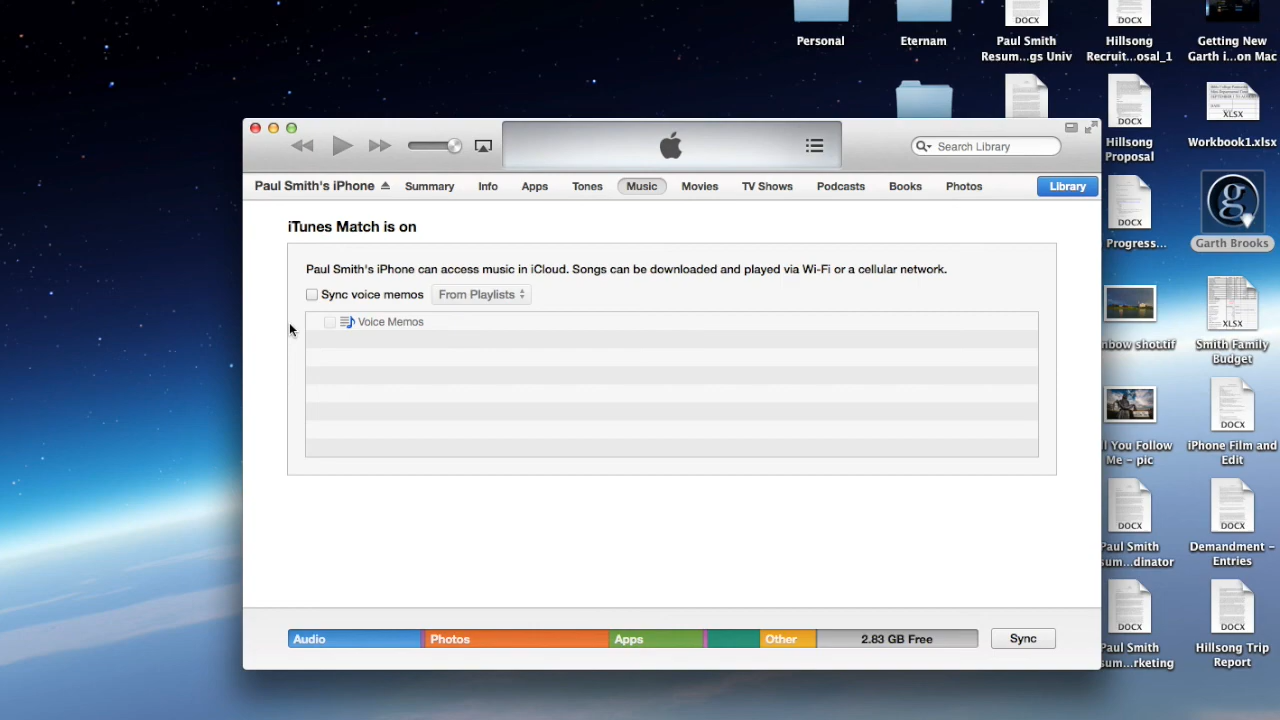 Personal
Eternam
DOCX
Paul Smith
Resum...gs Univ
DOCX
Hillsong
Recruit...osal_1
Getting New
Garth i...on Mac
DOCX
Hillsong
Proposal
XLSX
Workbook1.xlsx
Search Library
Paul Smith's iPhone
Summary
Info
Apps
Tones
Music
Movies
TV Shows
Podcasts
Books
Photos
Library
iTunes Match is on
Paul Smith's iPhone can access music in iCloud. Songs can be downloaded and played via Wi-Fi or a cellular network.
Sync voice memos
From Playlists
Voice Memos
Audio
Photos
Apps
Other
2.83 GB Free
Sync
DOCX
Progress...
g
Garth Brooks
nbow shot.tif
XLSX
Smith Family
Budget
ll You Follow
Me – pic
DOCX
iPhone Film and
Edit
DOCX
Paul Smith
sum...dinator
DOCX
Demandment –
Entries
DOCX
Paul Smith
sum...rketing
DOCX
Hillsong Trip
Report